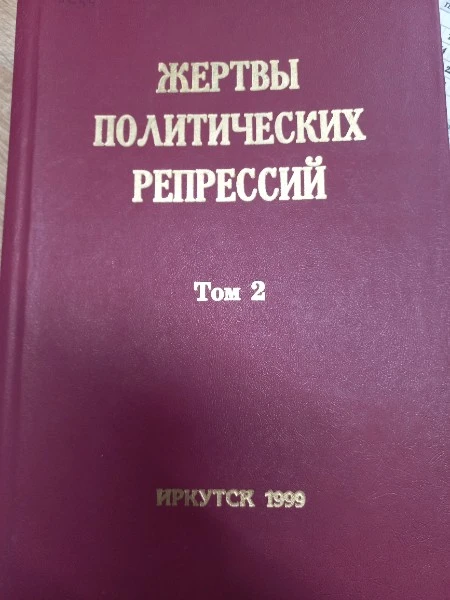 ЖЕРТВЫ
ПОЛИТИЧЕСКИХ
РЕПРЕССИЙ
Том 2
ИРКУТСК 1999